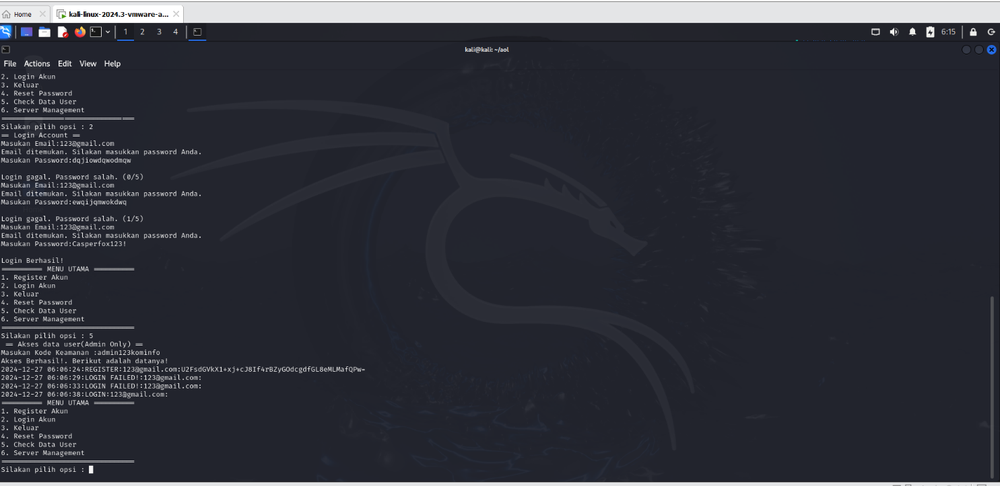 Home
kali-linux-2024.3-vmware-a...
1 2 3 4
6:15
kali@kali: ~/aol
File Actions Edit View Help
2. Login Akun
3. Keluar
4. Reset Password
5. Check Data User
6. Server Management
================================
Silakan pilih opsi : 2
== Login Account ==
Masukan Email:123@gmail.com
Email ditemukan. Silakan masukkan password Anda.
Masukan Password:dqjiowdqwodmqw
Login gagal. Password salah. (0/5)
Masukan Email:123@gmail.com
Email ditemukan. Silakan masukkan password Anda.
Masukan Password:ewqijqmwokdwq
Login gagal. Password salah. (1/5)
Masukan Email:123@gmail.com
Email ditemukan. Silakan masukkan password Anda.
Masukan Password:Casperfox123!
Login Berhasil!
========== MENU UTAMA ==========
1. Register Akun
2. Login Akun
3. Keluar
4. Reset Password
5. Check Data User
6. Server Management
================================
Silakan pilih opsi : 5
== Akses data user(Admin Only) ==
Masukan Kode Keamanan :admin123kominfo
Akses Berhasil!. Berikut adalah datanya!
2024-12-27 06:06:24:REGISTER:123@gmail.com:U2FsdGVkX1+xj+cJ8If4rBZyGOdcgdfGL8eMLMafQPw=
2024-12-27 06:06:29:LOGIN FAILED!:123@gmail.com:
2024-12-27 06:06:33:LOGIN FAILED!:123@gmail.com:
2024-12-27 06:06:38:LOGIN:123@gmail.com:
========== MENU UTAMA ==========
1. Register Akun
2. Login Akun
3. Keluar
4. Reset Password
5. Check Data User
6. Server Management
================================
Silakan pilih opsi :